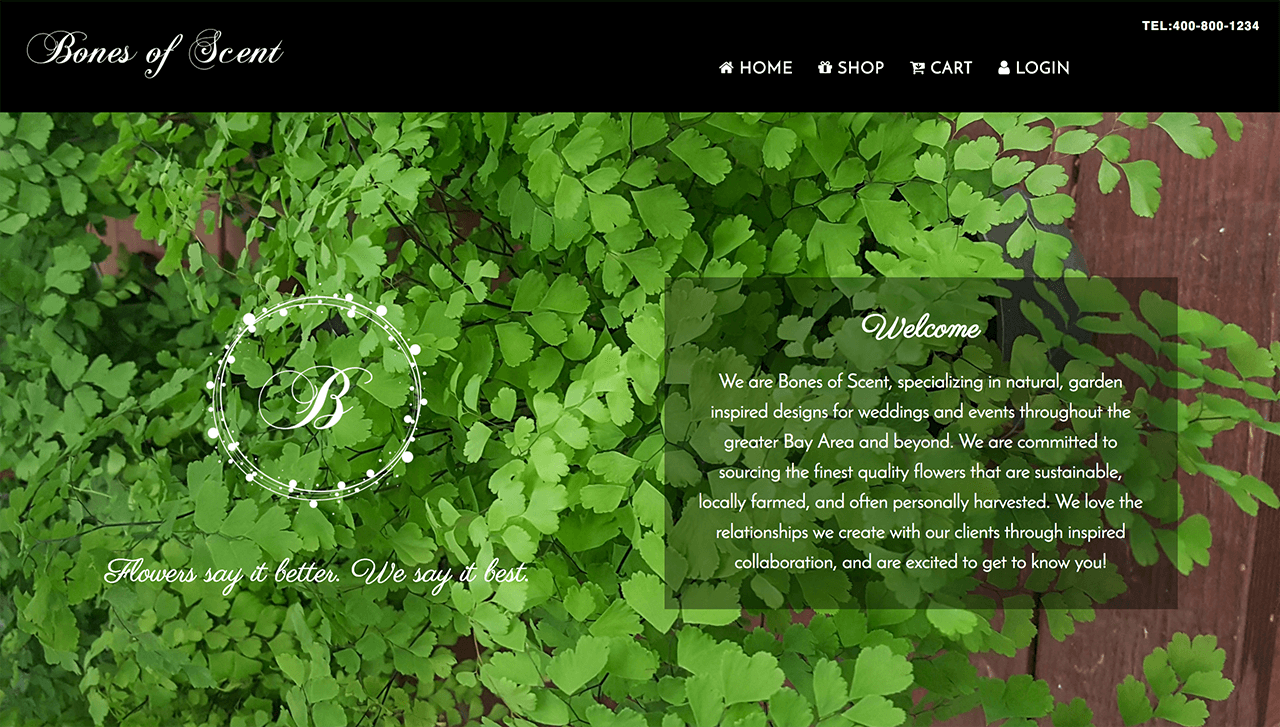 TEL:400-800-1234
Bones of Scent
HOME SHOP CART LOGIN
Welcome
We are Bones of Scent, specializing in natural, garden
inspired designs for weddings and events throughout the
greater Bay Area and beyond. We are committed to
sourcing the finest quality flowers that are sustainable,
locally farmed, and often personally harvested. We love the
relationships we create with our clients through inspired
collaboration, and are excited to get to know you!
B
Flowers say it better. We say it best.